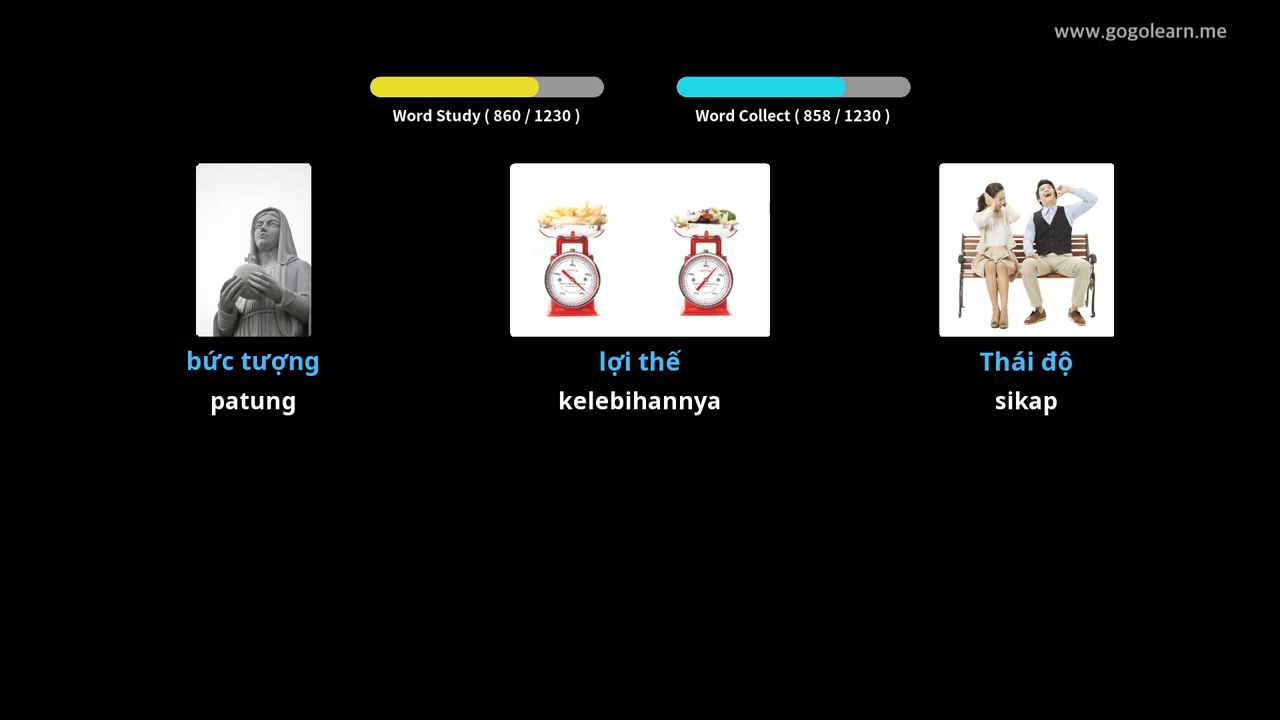 www.gogolearn.me
Word Study ( 860 / 1230 )
Word Collect ( 858 / 1230 )
bức tượng
patung
lợi thế
kelebihannya
Thái độ
sikap